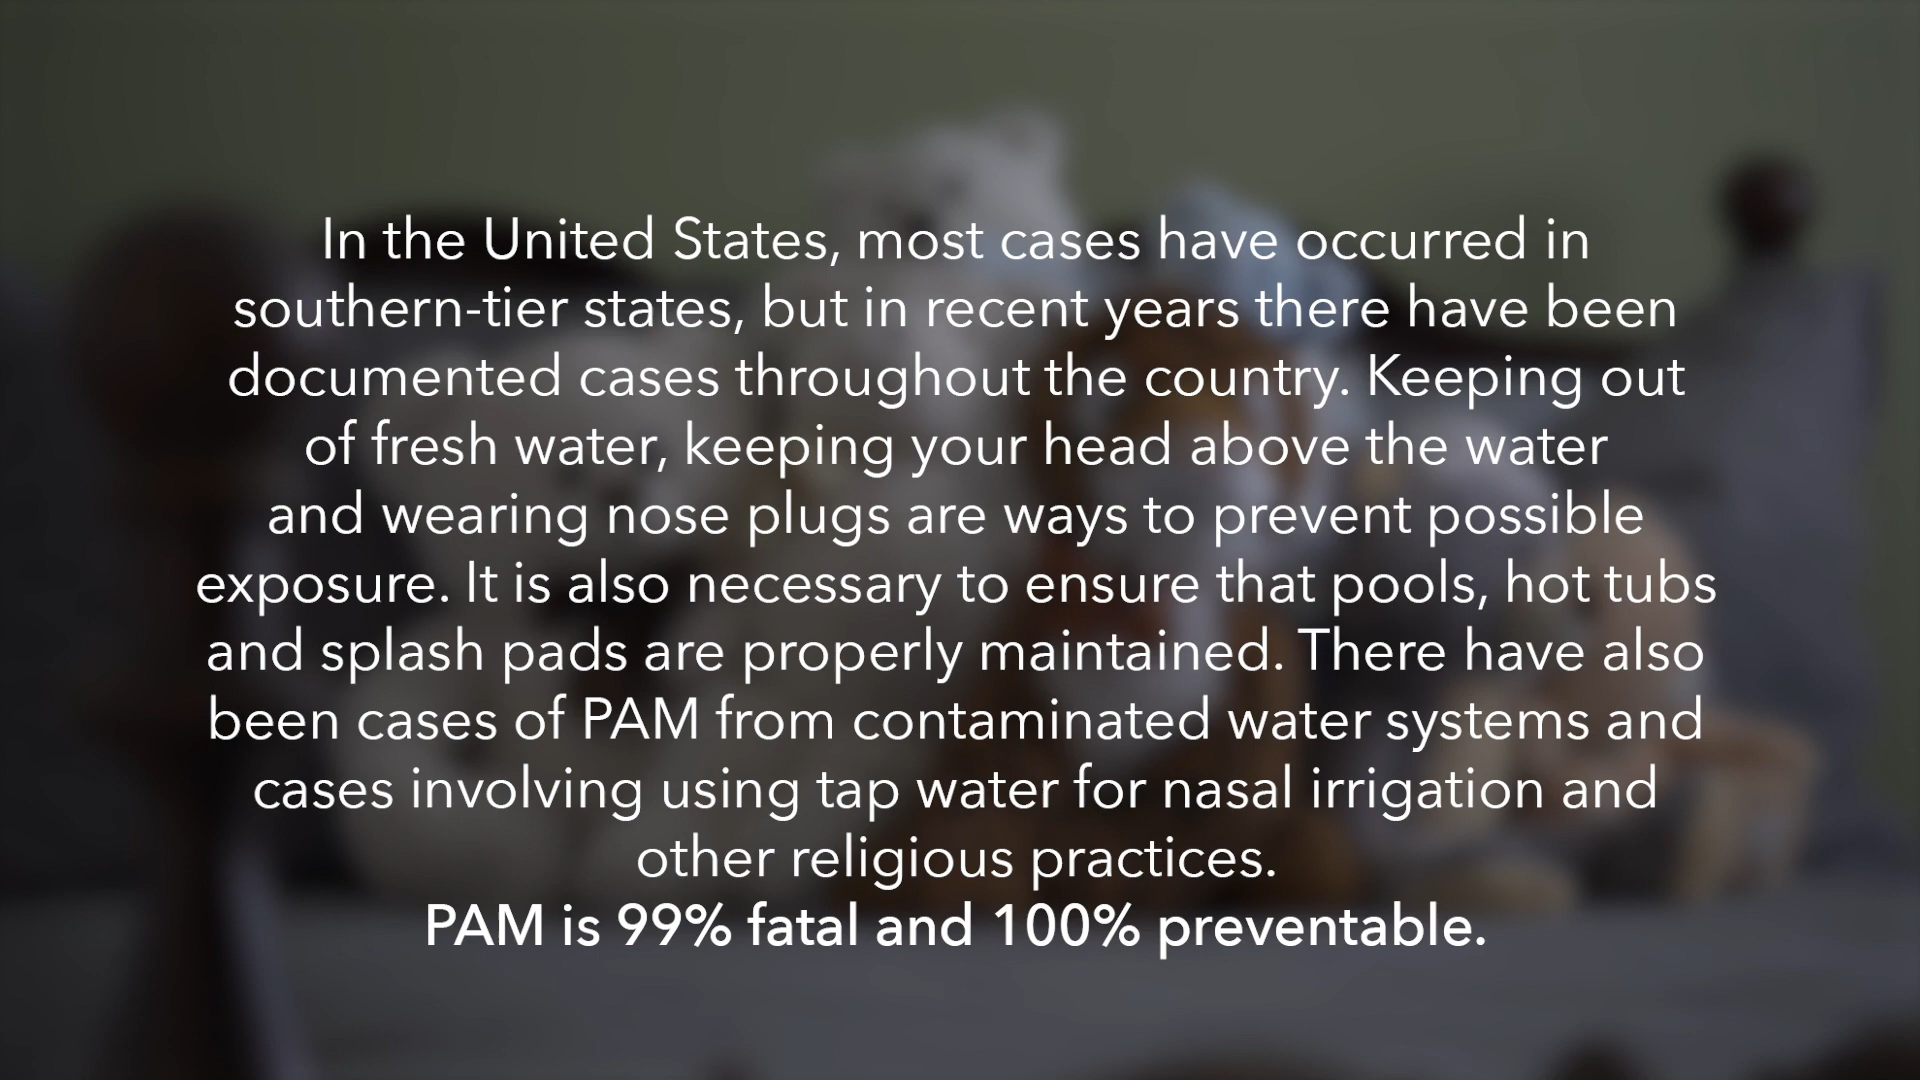 In the United States, most cases have occurred in
southern-tier states, but in recent years there have been
documented cases throughout the country. Keeping out
of fresh water, keeping your head above the water
and wearing nose plugs are ways to prevent possible
exposure. It is also necessary to ensure that pools, hot tubs
and splash pads are properly maintained. There have also
been cases of PAM from contaminated water systems and
cases involving using tap water for nasal irrigation and
other religious practices.
PAM is 99% fatal and 100% preventable.